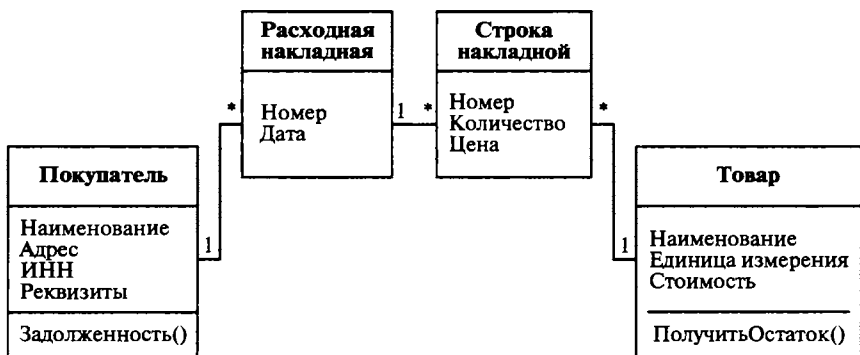 Расходная
накладная
Номер
Дата
Строка
накладной
Номер
Количество
Цена
*
1
*
*
Покупатель
Наименование
Адрес
ИНН
Реквизиты
Задолженность()
1
Товар
Наименование
Единица измерения
Стоимость
ПолучитьОстаток()
1